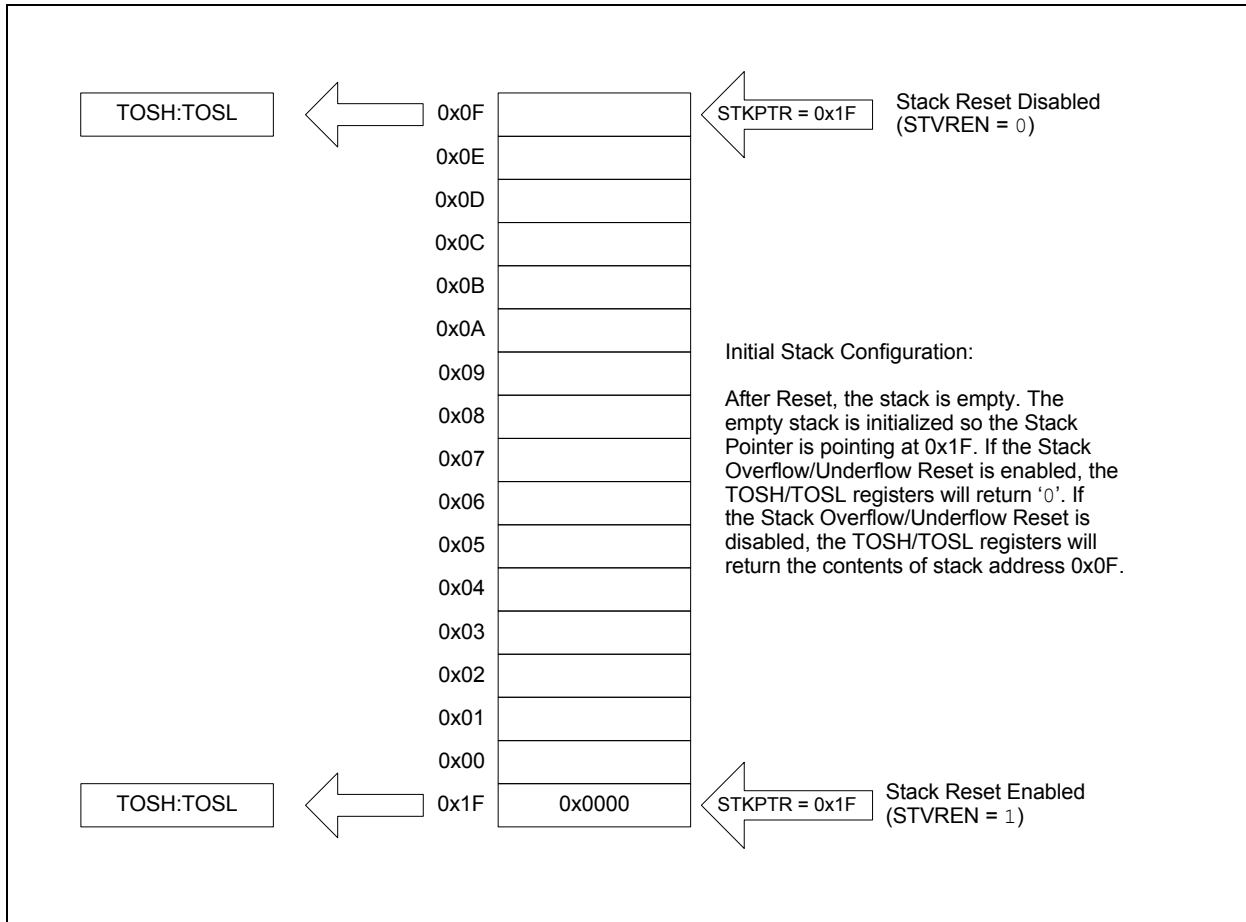 TOSH:TOSL 0x0F STKPTR = 0x1F Stack Reset Disabled
(STVREN = 0)
0x0E
0x0D
0x0C
0x0B
0x0A
0x09
0x08
0x07
0x06
0x05
0x04
0x03
0x02
0x01
0x00
Initial Stack Configuration:
After Reset, the stack is empty. The
empty stack is initialized so the Stack
Pointer is pointing at 0x1F. If the Stack
Overflow/Underflow Reset is enabled, the
TOSH/TOSL registers will return ‘0’. If
the Stack Overflow/Underflow Reset is
disabled, the TOSH/TOSL registers will
return the contents of stack address 0x0F.
TOSH:TOSL 0x1F 0x0000 STKPTR = 0x1F Stack Reset Enabled
(STVREN = 1)